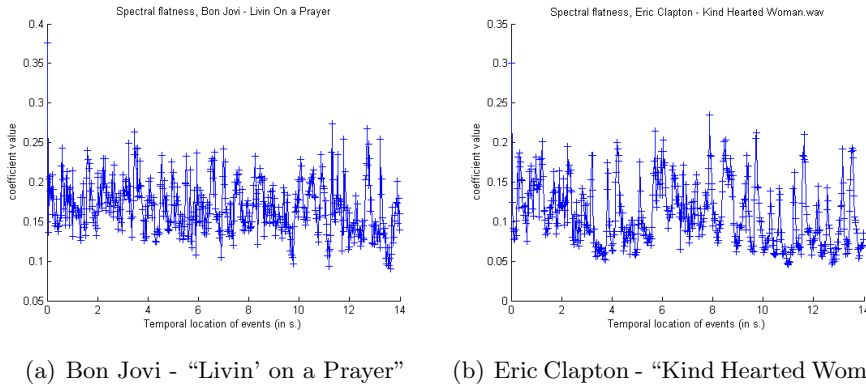 Spectral flatness, Bon Jovi - Livin On a Prayer
0.4
0.35
0.3
0.25
0.2
0.15
0.1
0.05
coefficient value
0 2 4 6 8 10 12 14
Temporal location of events (in s.)
(a) Bon Jovi - “Livin’ on a Prayer”
Spectral flatness, Eric Clapton - Kind Hearted Woman.wav
0.35
0.3
0.25
0.2
0.15
0.1
0.05
0
coefficient value
0 2 4 6 8 10 12 14
Temporal location of events (in s.)
(b) Eric Clapton - “Kind Hearted Wom